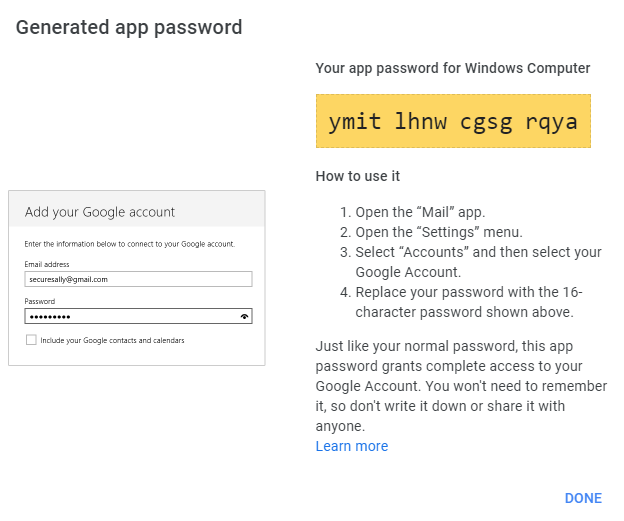 Generated app password
Your app password for Windows Computer
ymit lhnw cgsg rqya
How to use it
1. Open the “Mail” app.
2. Open the “Settings” menu.
3. Select “Accounts” and then select your
Google Account.
4. Replace your password with the 16-
character password shown above.
Just like your normal password, this app
password grants complete access to your
Google Account. You won't need to remember
it, so don't write it down or share it with
anyone.
Learn more
DONE
Add your Google account
Enter the information below to connect to your Google account.
Email address
securesally@gmail.com
Password
•••••••••
Include your Google contacts and calendars